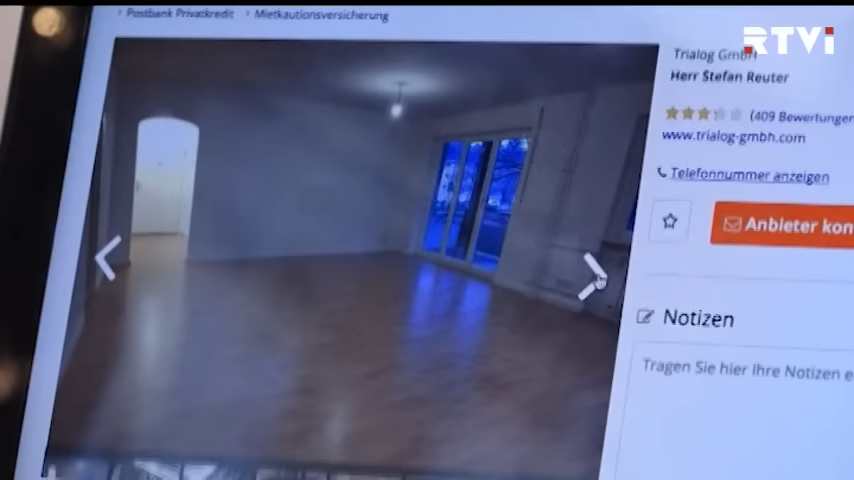 › Postbank Privatkredit › Mietkautionsversicherung
RTVi
Trialog GmbH
Herr Stefan Reuter
(409 Bewertungen
www.trialog-gmbh.com
Telefonnummer anzeigen
Anbieter kon
Notizen
Tragen Sie hier Ihre Notizen e